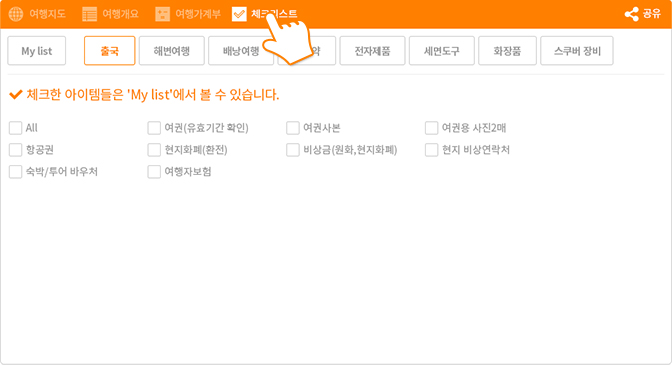 여행지도 여행개요 여행가계부 체크리스트 공유
My list 출국 해변여행 배낭여행 약 전자제품 세면도구 화장품 스쿠버 장비
체크한 아이템들은 'My list'에서 볼 수 있습니다.
All 여권(유효기간 확인) 여권사본 여권용 사진2매
항공권 현지화폐(환전) 비상금(원화,현지화폐) 현지 비상연락처
숙박/투어 바우처 여행자보험